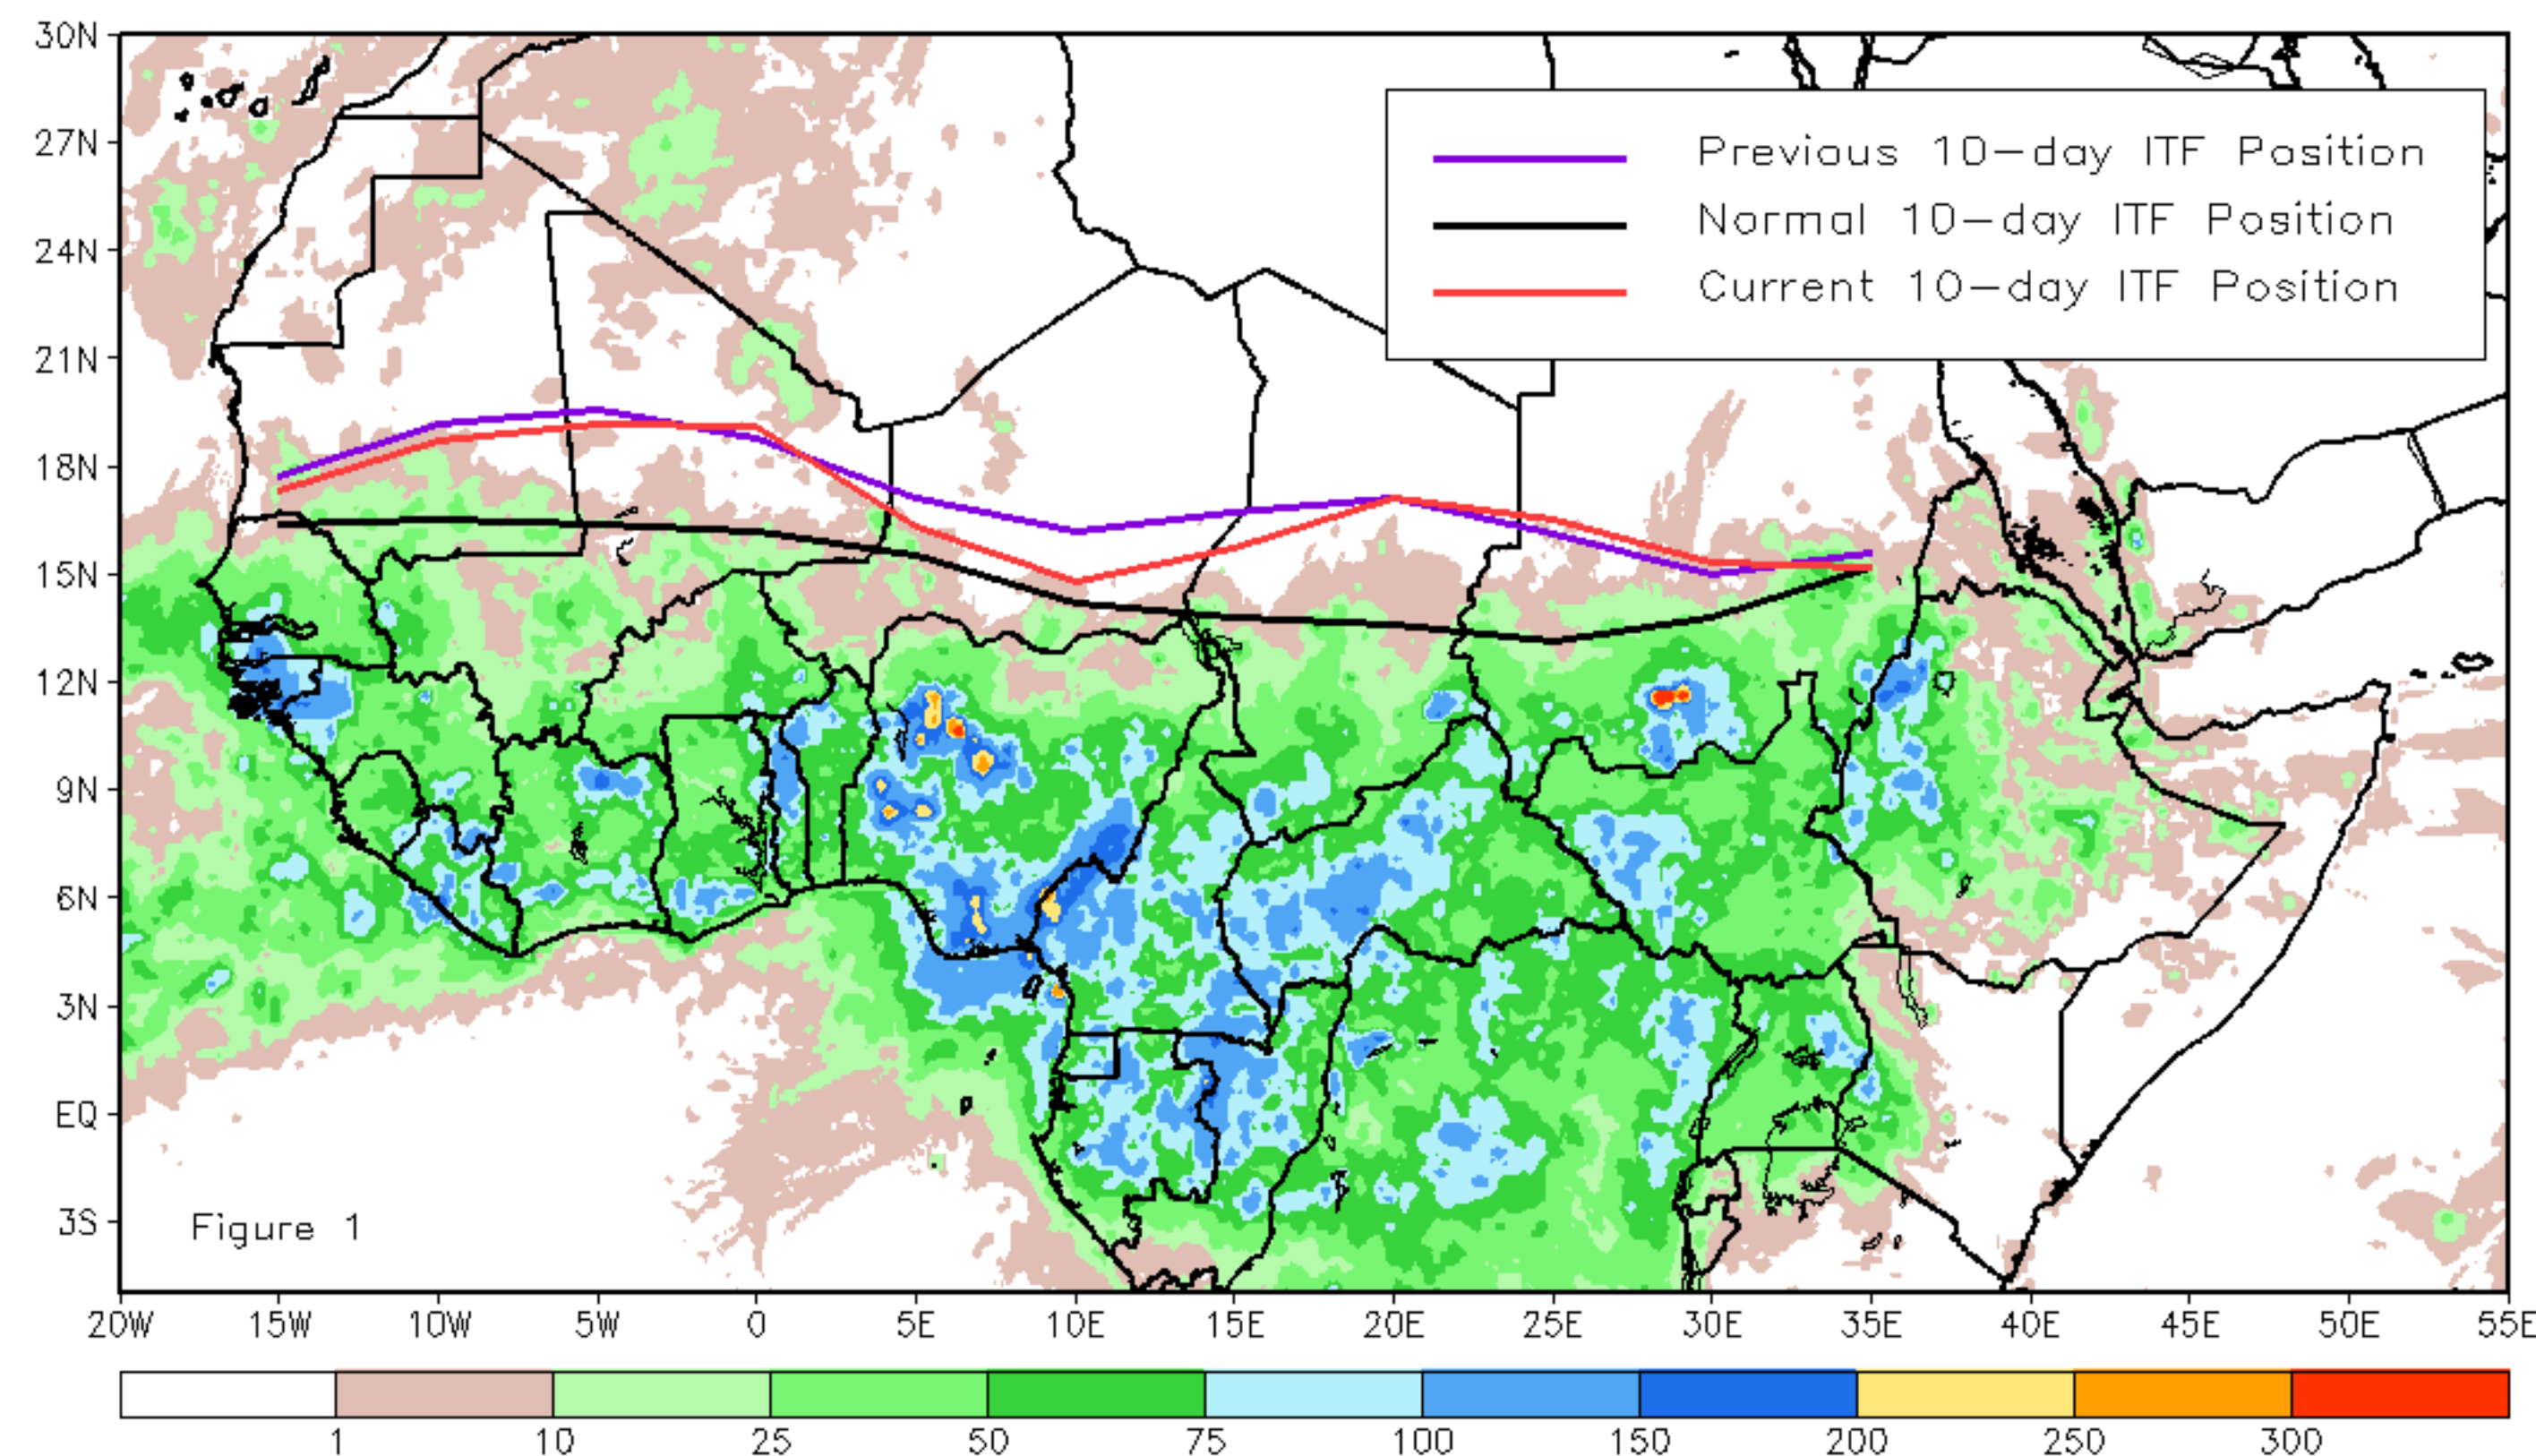 30N
Previous 10-day ITF Position
27N
Normal 10-day ITF Position
24N
Current 10-day ITF Position
21N
18N
15N
12N
9N
6N
3N
EQ
3S
Figure 1
20W 15W 10W 5W 0 5E 10E 15E 20E 25E 30E 35E 40E 45E 50E 55E
1 10 25 50 75 100 150 200 250 300